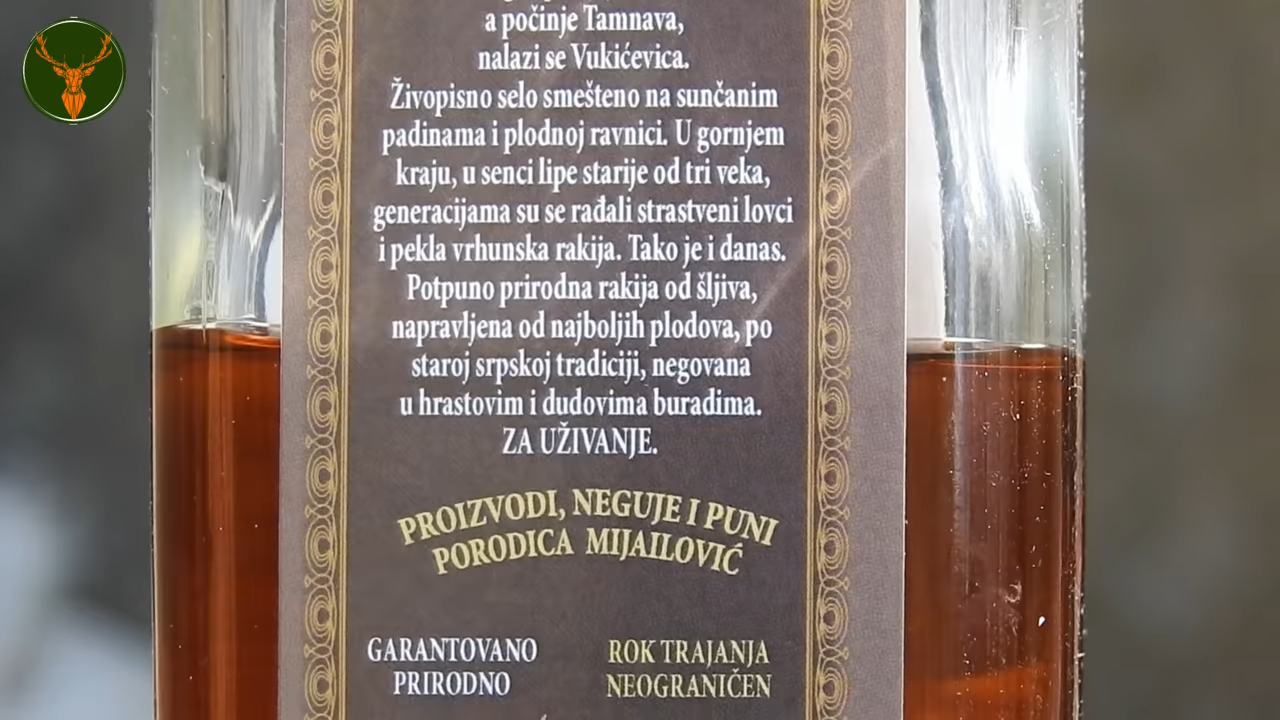 a počinje Tamnava,
nalazi se Vukićevica.
Živopisno selo smešteno na sunčanim
padinama i plodnoj ravnici. U gornjem
kraju, u senci lipe starije od tri veka,
generacijama su se rađali strastveni lovci
i pekla vrhunska rakija. Tako je i danas.
Potpuno prirodna rakija od šljiva,
napravljena od najboljih plodova, po
staroj srpskoj tradiciji, negovana
u hrastovim i dudovima buradima.
ZA UŽIVANJE.
PROIZVODI, NEGUJE I PUNI
PORODICA MIJAILOVIĆ
GARANTOVANO
PRIRODNO
ROK TRAJANJA
NEOGRANIČEN